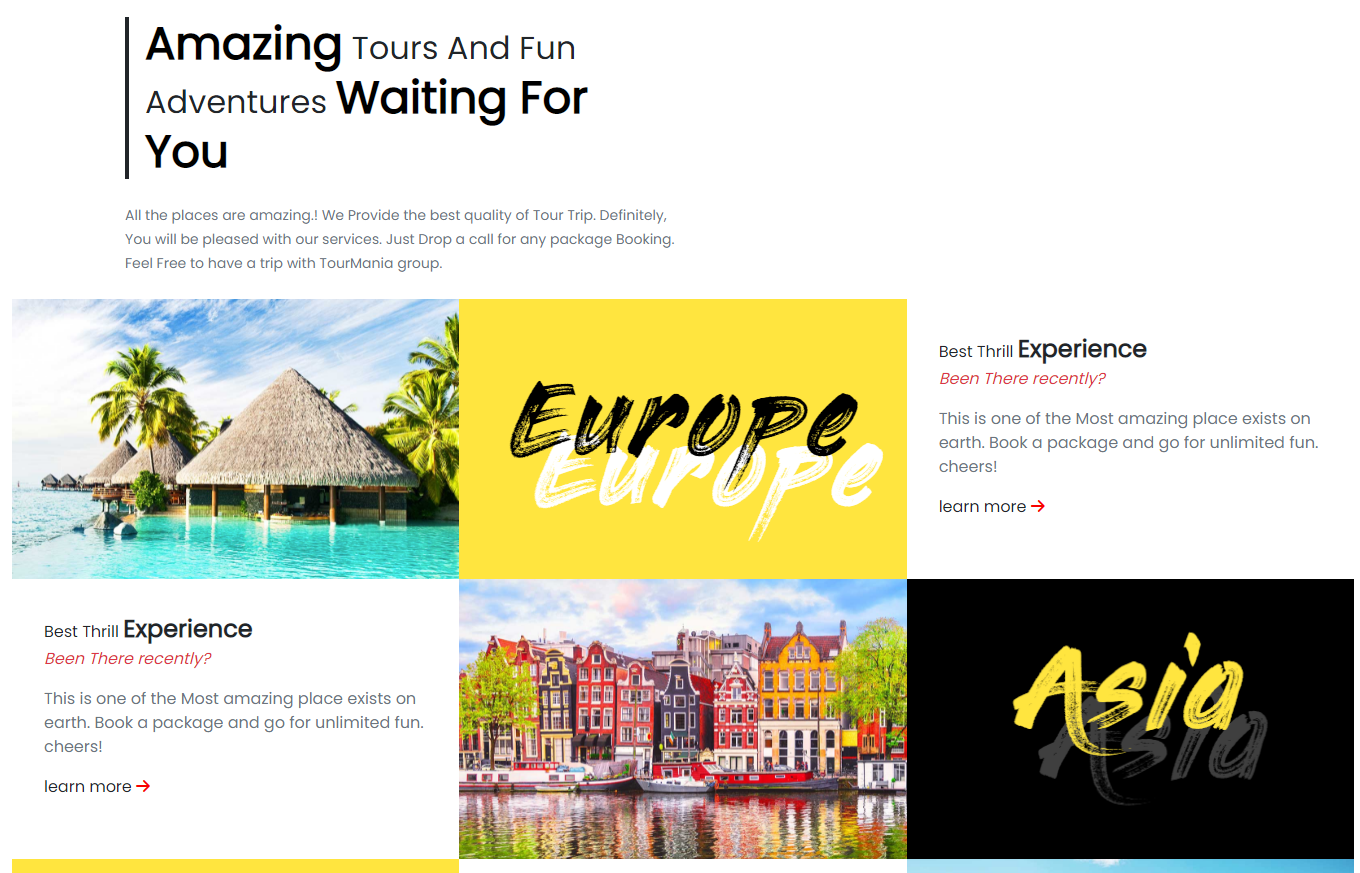 Amazing Tours And Fun
Adventures Waiting For
You
All the places are amazing.! We Provide the best quality of Tour Trip. Definitely,
You will be pleased with our services. Just Drop a call for any package Booking.
Feel Free to have a trip with TourMania group.
Europe
Europe
Best Thrill Experience
Been There recently?
This is one of the Most amazing place exists on
earth. Book a package and go for unlimited fun.
cheers!
learn more →
Best Thrill Experience
Been There recently?
This is one of the Most amazing place exists on
earth. Book a package and go for unlimited fun.
cheers!
learn more →
Asia
Asia